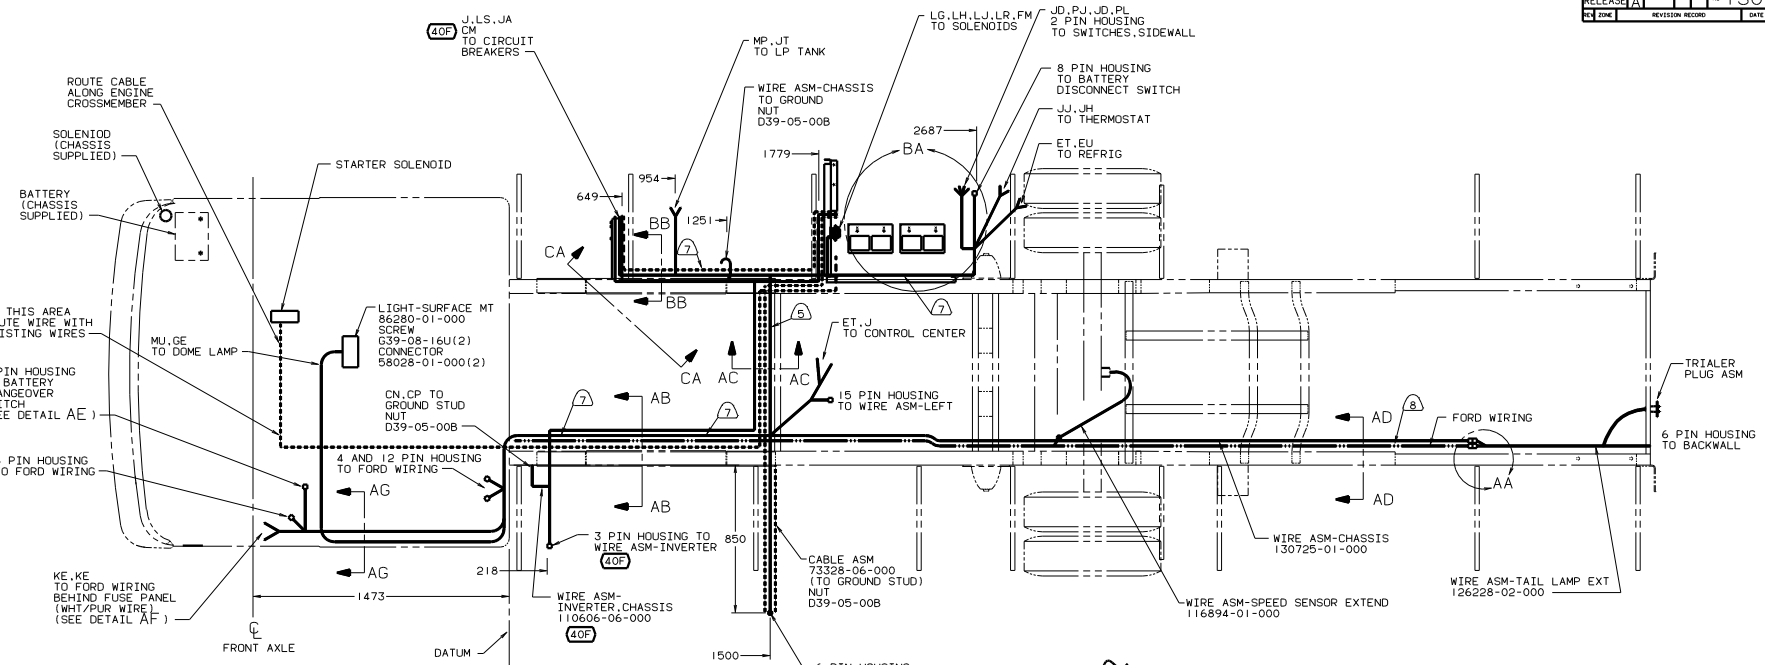 RELEASE A
REV ZONE REVISION RECORD DATE
J,LS,JA
40F
CM
TO CIRCUIT
BREAKERS
MP,JT
TO LP TANK
LG,LH,LJ,LR,FM
TO SOLENOIDS
JD,PJ,JD,PL
2 PIN HOUSING
TO SWITCHES,SIDEWALL
8 PIN HOUSING
TO BATTERY
DISCONNECT SWITCH
JJ,JH
TO THERMOSTAT
ET,EU
TO REFRIG
ROUTE CABLE
ALONG ENGINE
CROSSMEMBER
SOLENIOD
(CHASSIS
SUPPLIED)
BATTERY
(CHASSIS
SUPPLIED)
STARTER SOLENOID
WIRE ASM-CHASSIS
TO GROUND
NUT
D39-05-00B
2687
BA
1779
954
649
1251
BB
BB
7
7
CA
CA
5
AC
AC
THIS AREA
UTE WIRE WITH
ISTING WIRES
MU,GE
TO DOME LAMP
LIGHT-SURFACE MT
86280-01-000
SCREW
G39-08-16U(2)
CONNECTOR
58028-01-000(2)
ET,J
TO CONTROL CENTER
PIN HOUSING
BATTERY
ANGEOVER
ITCH
EE DETAIL AE)
CN,CP TO
GROUND STUD
NUT
D39-05-00B
7
7
AB
AB
15 PIN HOUSING
TO WIRE ASM-LEFT
TRIALER
PLUG ASM
AD
AD
8
FORD WIRING
6 PIN HOUSING
TO BACKWALL
AA
PIN HOUSING
O FORD WIRING
4 AND 12 PIN HOUSING
TO FORD WIRING
AG
AG
3 PIN HOUSING TO
WIRE ASM-INVERTER
40F
850
218
1473
CABLE ASM
73328-06-000
(TO GROUND STUD)
NUT
D39-05-00B
WIRE ASM-CHASSIS
130725-01-000
WIRE ASM-TAIL LAMP EXT
126228-02-000
KE,KE
TO FORD WIRING
BEHIND FUSE PANEL
(WHT/PUR WIRE)
(SEE DETAIL AF)
WIRE ASM-
INVERTER,CHASSIS
110606-06-000
40F
WIRE ASM-SPEED SENSOR EXTEND
116894-01-000
CL
FRONT AXLE
DATUM
1500